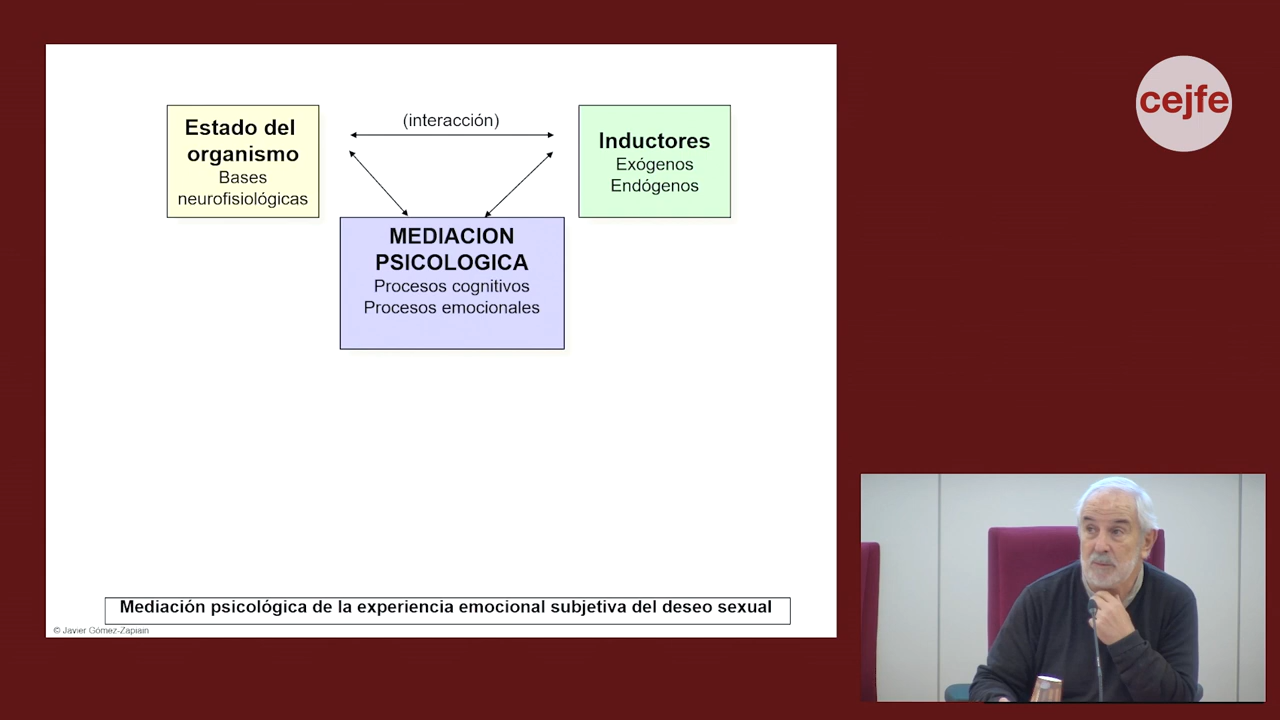 cejfe
Estado del
organismo
Bases
neurofisiológicas
(interacción)
Inductores
Exógenos
Endógenos
MEDIACION
PSICOLOGICA
Procesos cognitivos
Procesos emocionales
Mediación psicológica de la experiencia emocional subjetiva del deseo sexual
© Javier Gómez-Zapiain